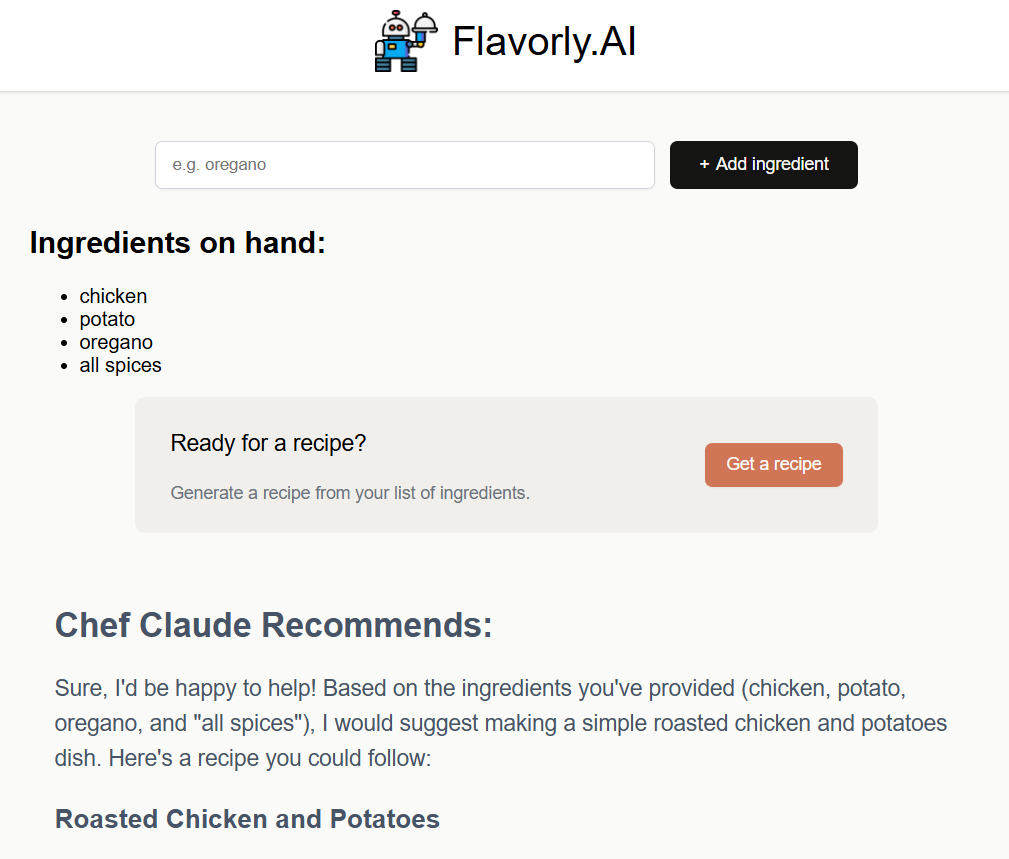 Flavorly.AI
e.g. oregano
+ Add ingredient
Ingredients on hand:
• chicken
• potato
• oregano
• all spices
Ready for a recipe?
Get a recipe
Generate a recipe from your list of ingredients.
Chef Claude Recommends:
Sure, I'd be happy to help! Based on the ingredients you've provided (chicken, potato,
oregano, and "all spices"), I would suggest making a simple roasted chicken and potatoes
dish. Here's a recipe you could follow:
Roasted Chicken and Potatoes